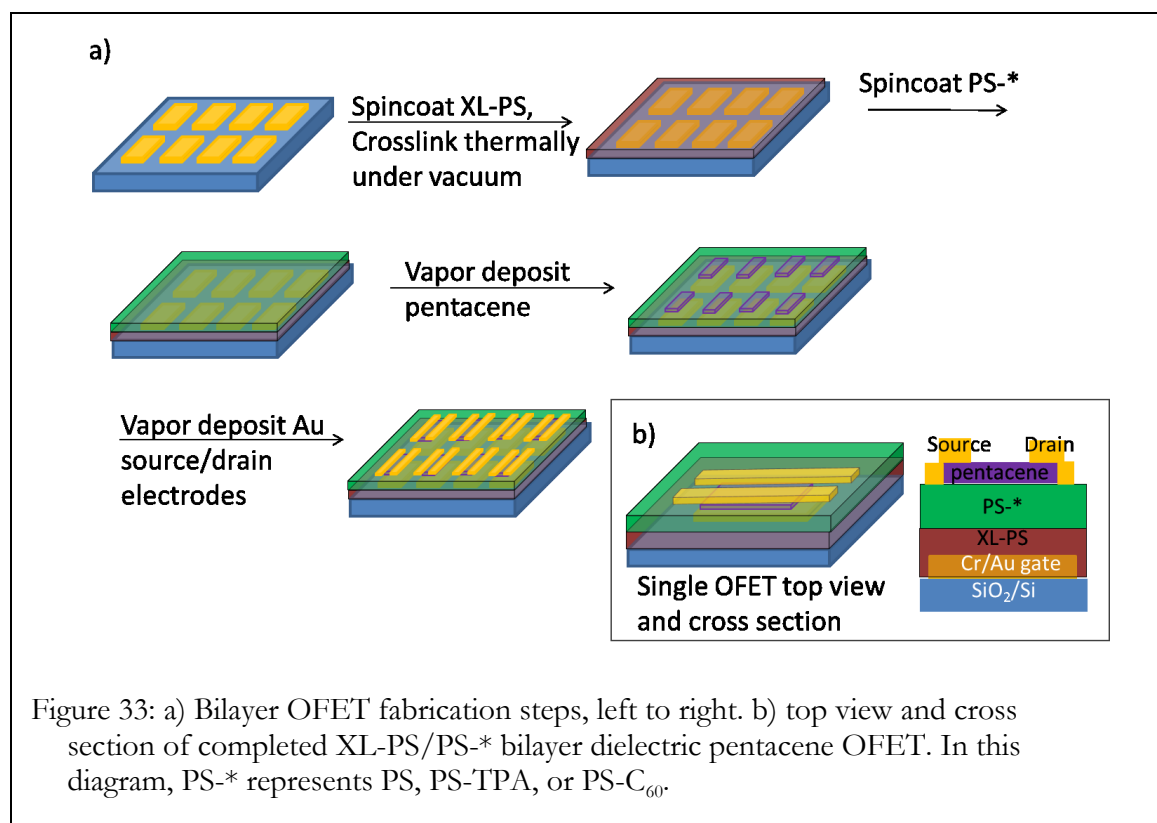 a)
Spincoat XL-PS,
Crosslink thermally
under vacuum
Spincoat PS-*
Vapor deposit
pentacene
Vapor deposit Au
source/drain
electrodes
b)
Source Drain
pentacene
PS-*
XL-PS
Cr/Au gate
SiO₂/Si
Single OFET top view
and cross section
Figure 33: a) Bilayer OFET fabrication steps, left to right. b) top view and cross
section of completed XL-PS/PS-* bilayer dielectric pentacene OFET. In this
diagram, PS-* represents PS, PS-TPA, or PS-C₆₀.